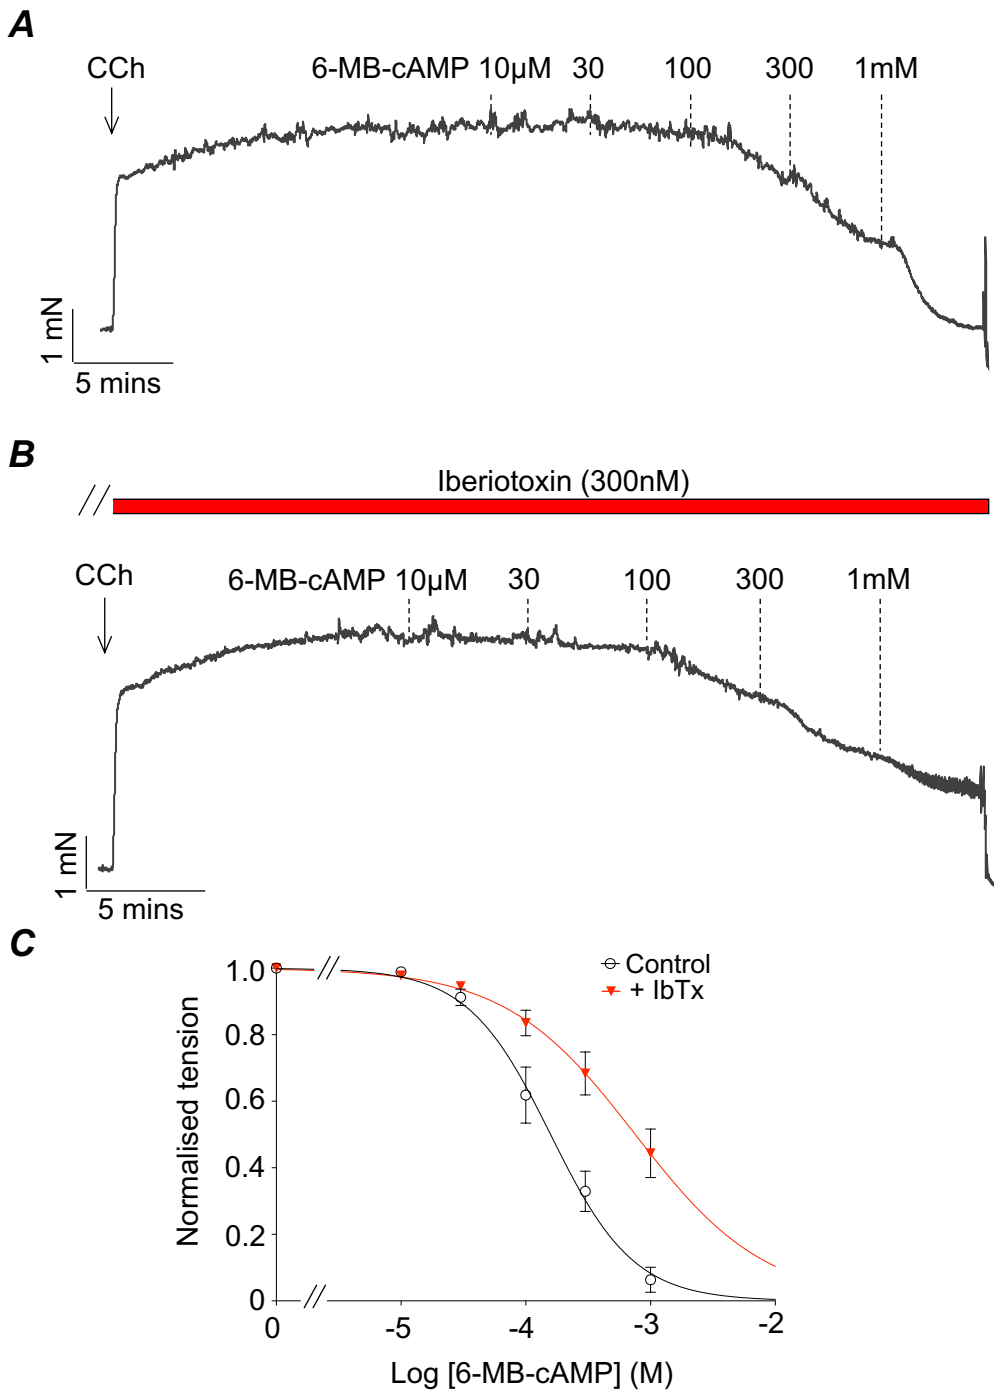 A
CCh 6-MB-cAMP 10µM 30 100 300 1mM
1 mN
5 mins
B
Iberiotoxin (300nM)
CCh 6-MB-cAMP 10µM 30 100 300 1mM
1 mN
5 mins
C
Control
+ IbTx
Normalised tension
1.0
0.8
0.6
0.4
0.2
0
0 -5 -4 -3 -2
Log [6-MB-cAMP] (M)